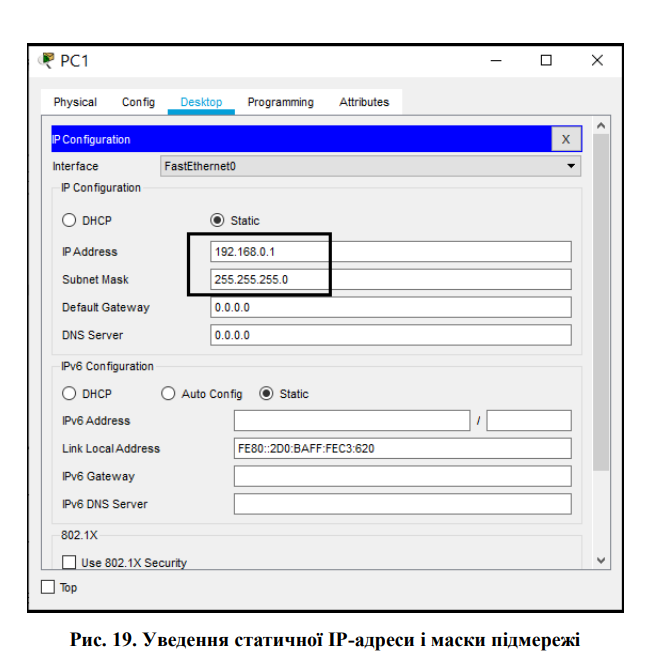 PC1
Physical Config Desktop Programming Attributes
IP Configuration X
Interface FastEthernet0
IP Configuration
DHCP Static
IP Address 192.168.0.1
Subnet Mask 255.255.255.0
Default Gateway 0.0.0.0
DNS Server 0.0.0.0
IPv6 Configuration
DHCP Auto Config Static
IPv6 Address /
Link Local Address FE80::2D0:BAFF:FEC3:620
IPv6 Gateway
IPv6 DNS Server
802.1X
Use 802.1X Security
Top
Рис. 19. Уведення статичної IP-адреси і маски підмережі